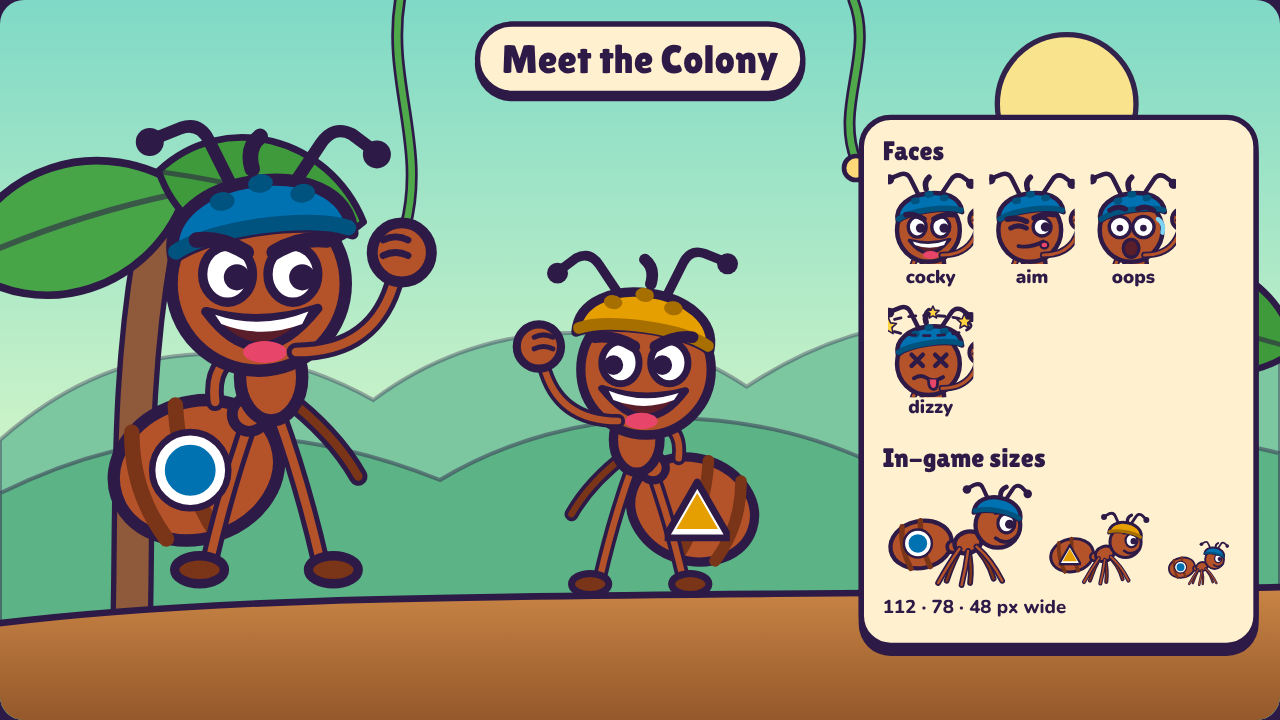 Meet the Colony
Faces
cocky
aim
oops
dizzy
In-game sizes
112 · 78 · 48 px wide